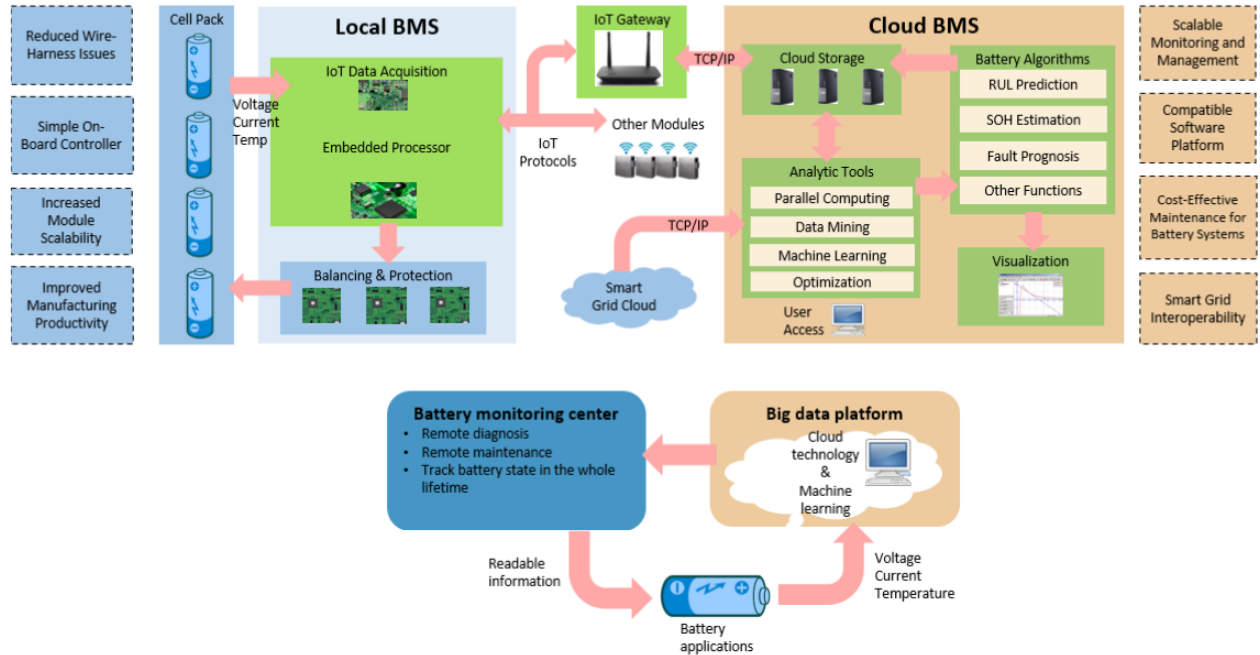 Reduced Wire-
Harness Issues
Simple On-
Board Controller
Increased
Module
Scalability
Improved
Manufacturing
Productivity
Cell Pack
Voltage
Current
Temp
Local BMS
IoT Data Acquisition
Embedded Processor
Balancing & Protection
IoT Gateway
IoT
Protocols
Other Modules
TCP/IP
TCP/IP
Smart
Grid Cloud
Cloud BMS
Cloud Storage
Analytic Tools
Parallel Computing
Data Mining
Machine Learning
Optimization
User
Access
Battery Algorithms
RUL Prediction
SOH Estimation
Fault Prognosis
Other Functions
Visualization
Scalable
Monitoring and
Management
Compatible
Software
Platform
Cost-Effective
Maintenance for
Battery Systems
Smart Grid
Interoperability
Battery monitoring center
• Remote diagnosis
• Remote maintenance
• Track battery state in the whole
lifetime
Big data platform
Cloud
technology
&
Machine
learning
Readable
information
Battery
applications
Voltage
Current
Temperature